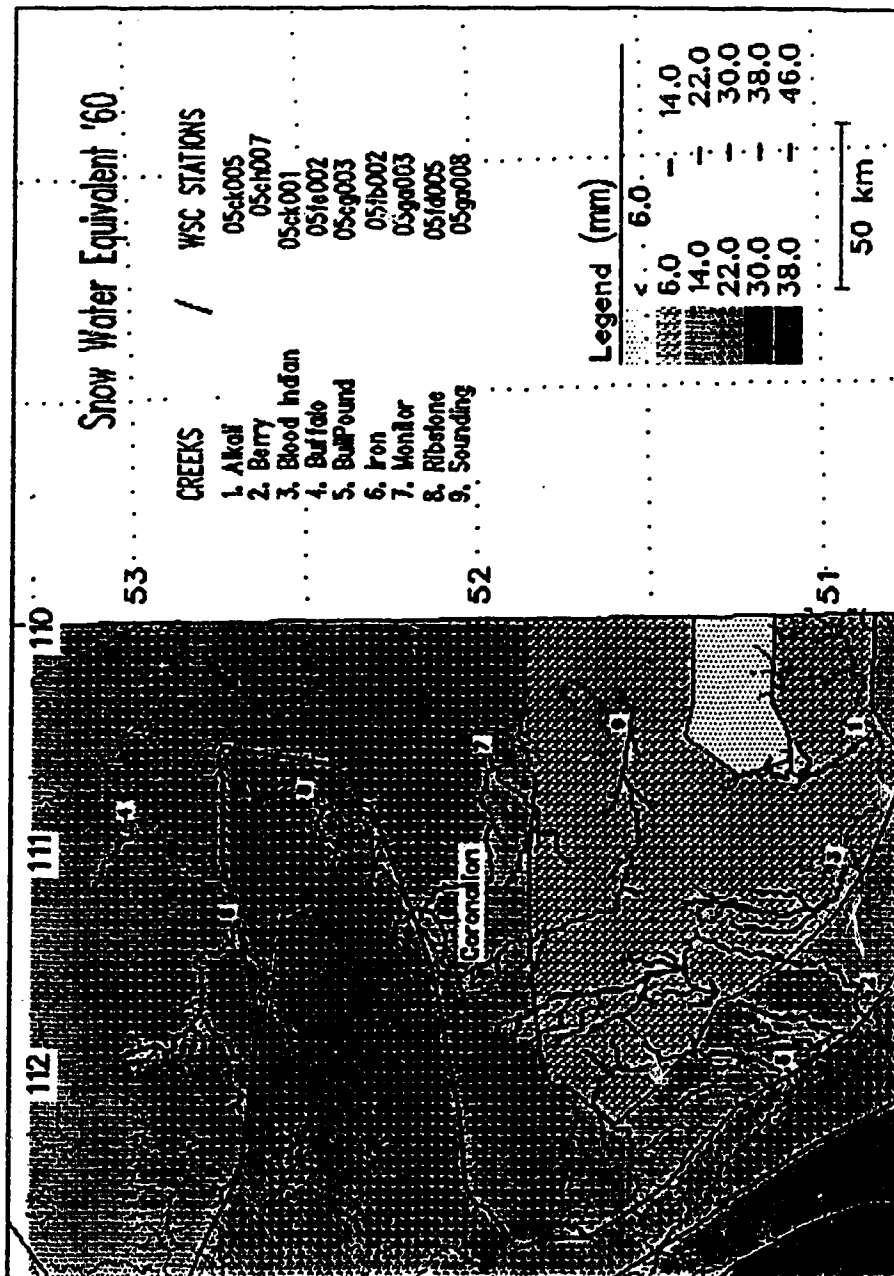 Snow Water Equivalent '60
CREEKS / WSC STATIONS
1. Alkali 05ck005
2. Berry 05ch007
3. Blood Indian 05ck001
4. Buffalo 05fe002
5. BullPound 05cg003
6. Iron 05fb002
7. Monitor 05ga003
8. Ribstone 05fd005
9. Sounding 05ga008
112 111 110
53
52
51
Coronation
Legend (mm)
< 6.0
6.0 – 14.0
14.0 – 22.0
22.0 – 30.0
30.0 – 38.0
38.0 – 46.0
50 km